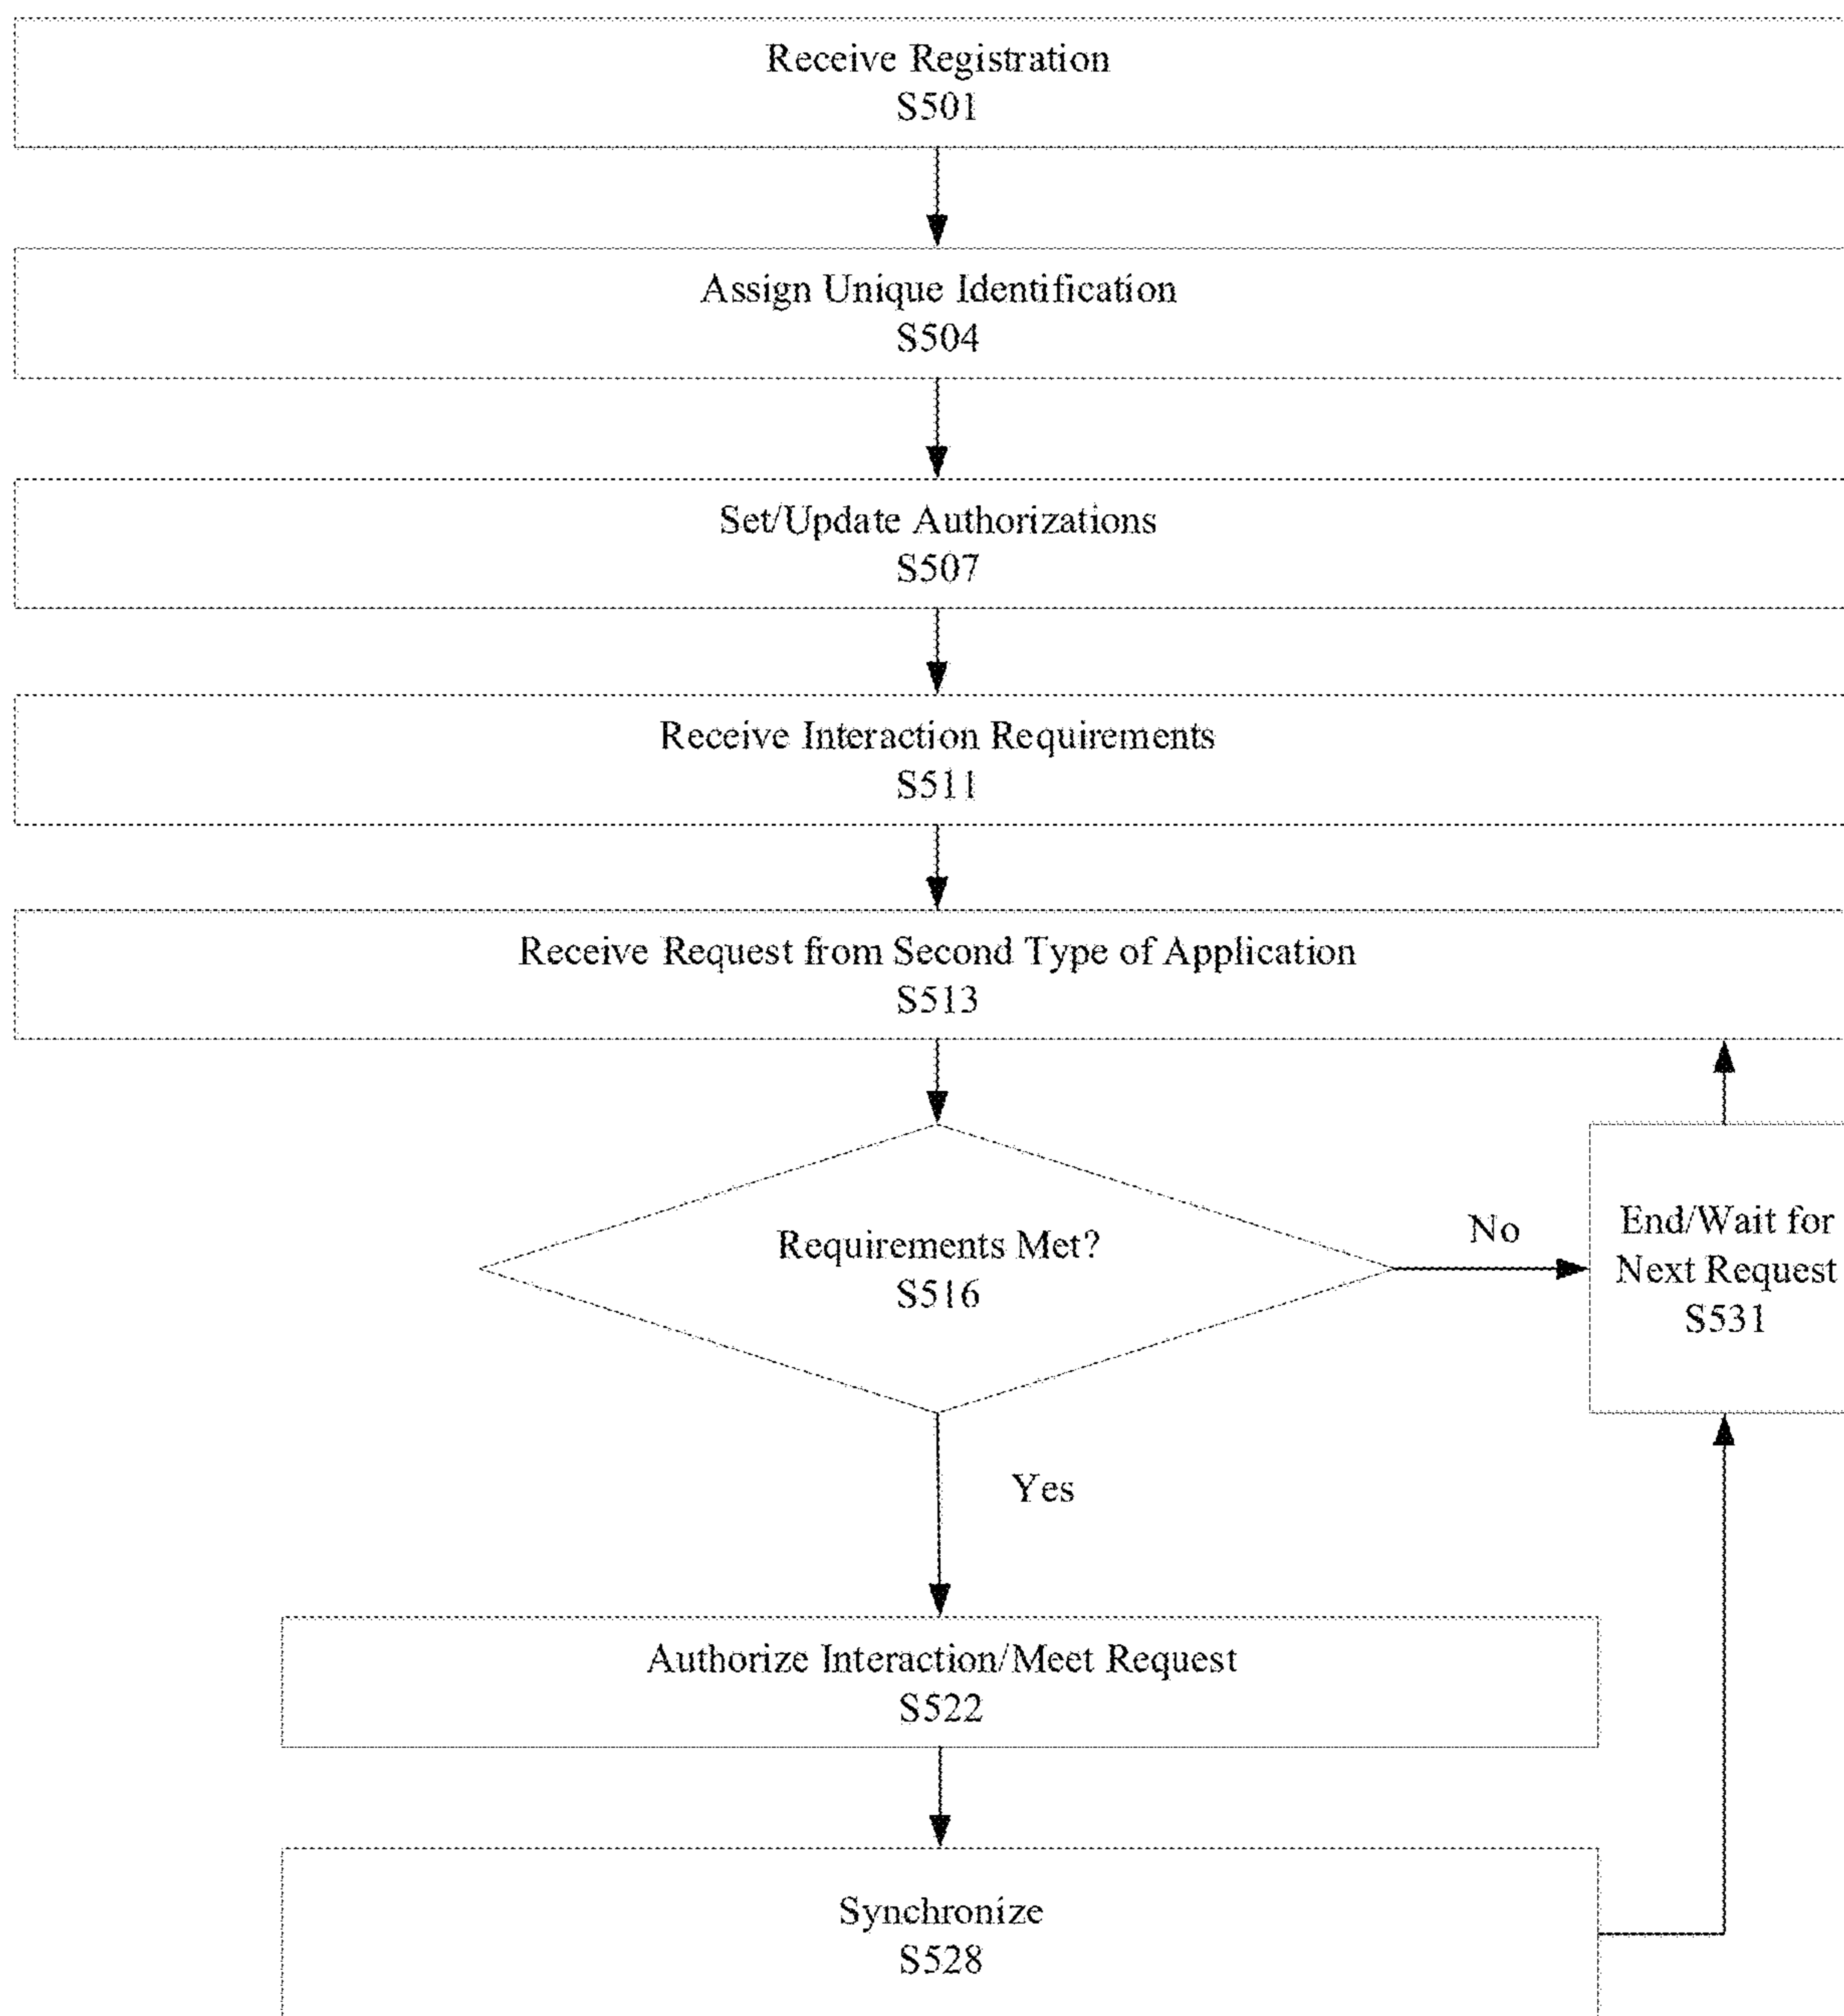 Receive Registration
S501
Assign Unique Identification
S504
Set/Update Authorizations
S507
Receive Interaction Requirements
S511
Receive Request from Second Type of Application
S513
Requirements Met?
S516
No
End/Wait for
Next Request
S531
Yes
Authorize Interaction/Meet Request
S522
Synchronize
S528